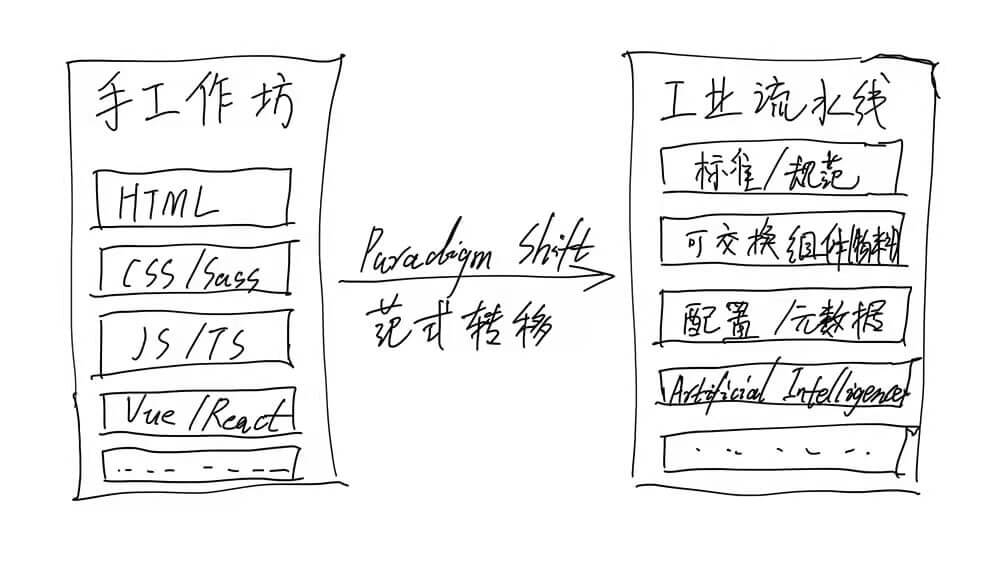 手工作坊
HTML
CSS/Sass
JS/TS
Vue/React
Paradigm Shift
范式转移
工业流水线
标准/规范
可交换组件/物料
配置/元数据
Artificial Intelligence